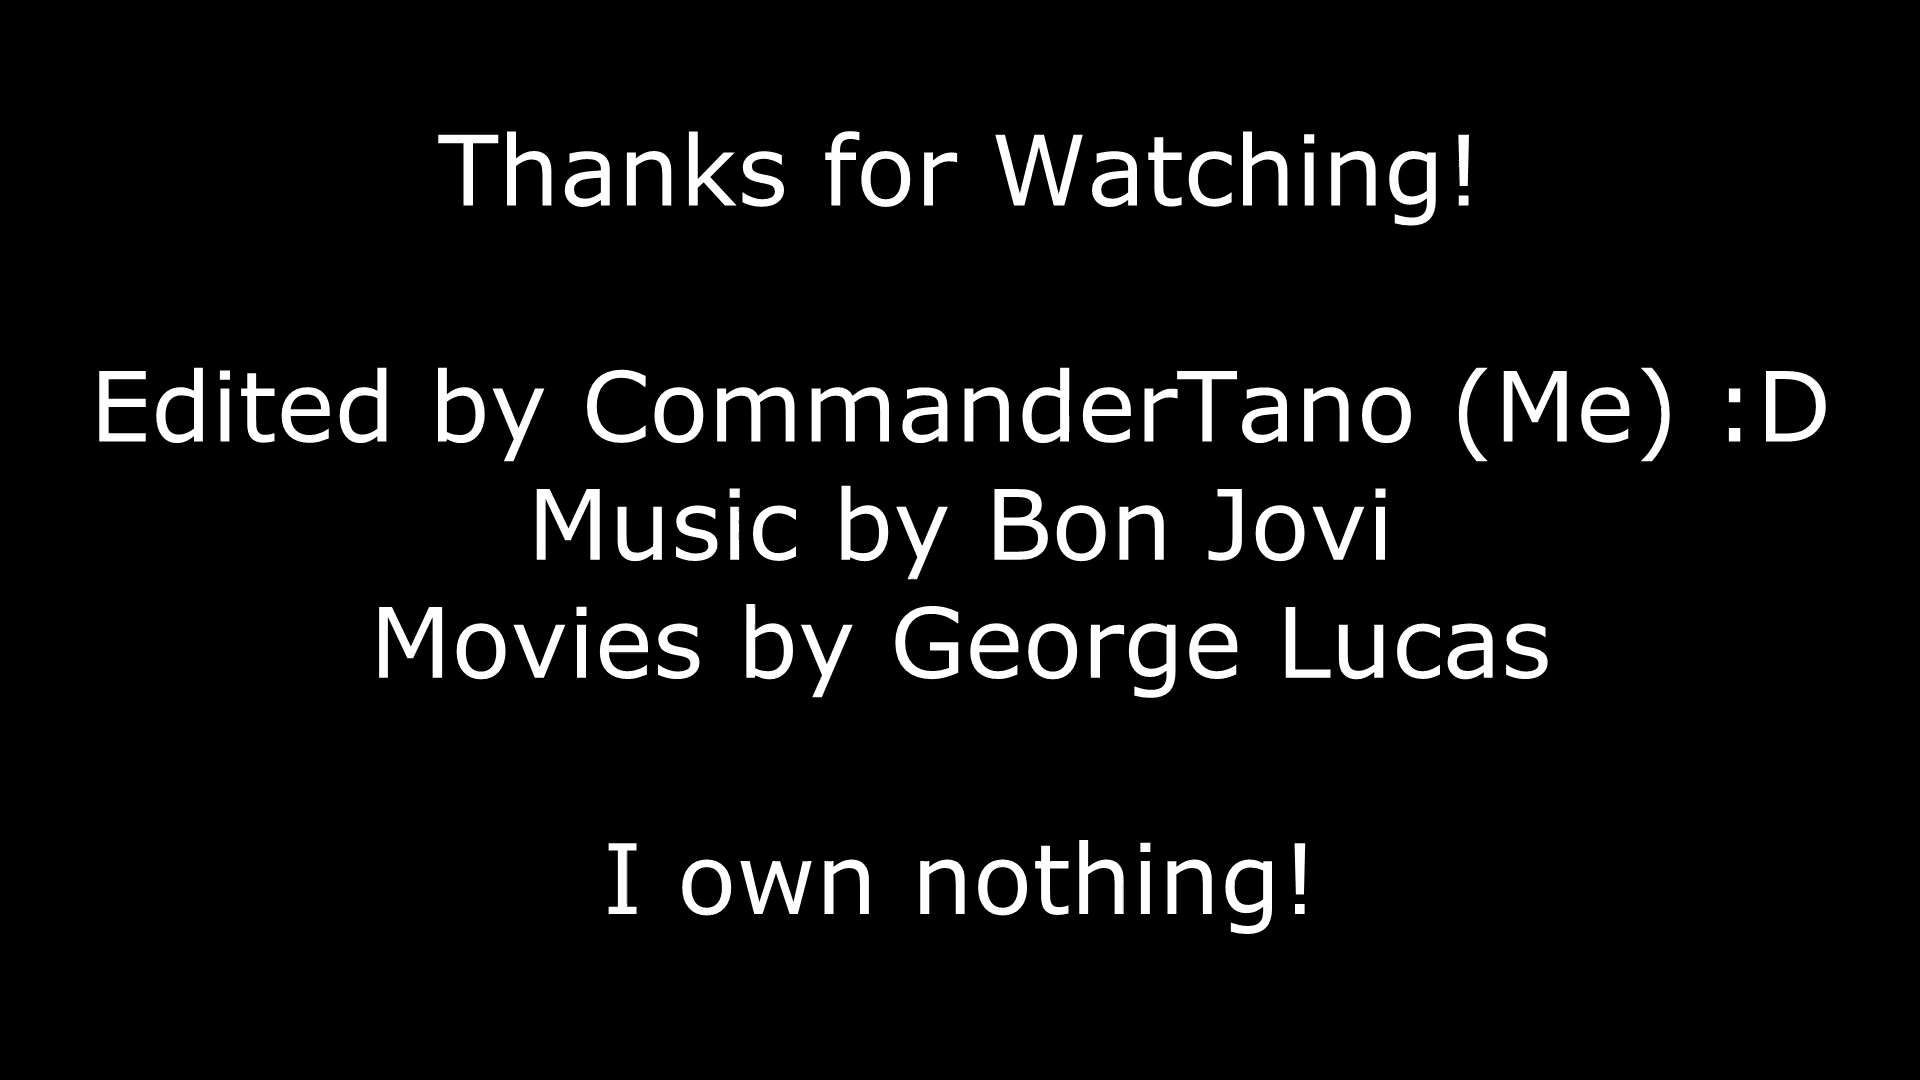 Thanks for Watching!
Edited by CommanderTano (Me) :D
Music by Bon Jovi
Movies by George Lucas
I own nothing!